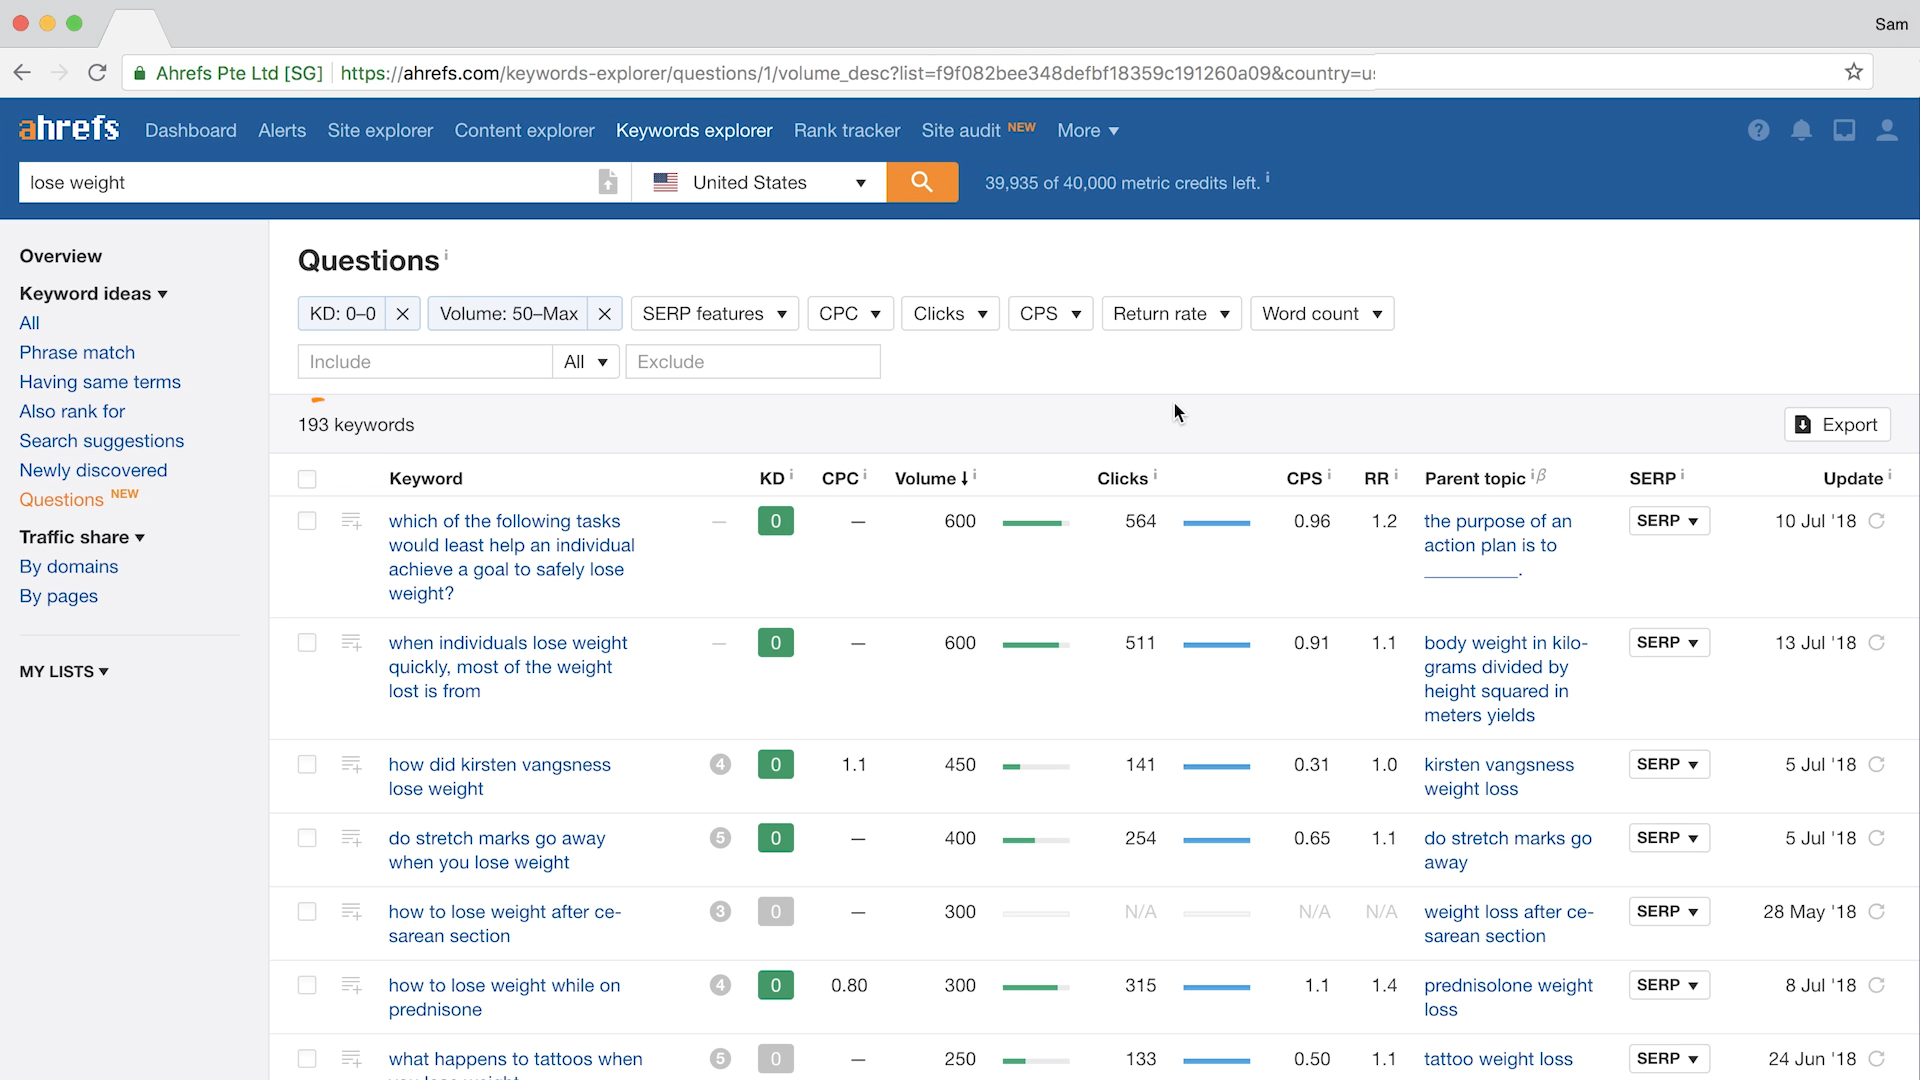 Sam
Ahrefs Pte Ltd [SG] https://ahrefs.com/keywords-explorer/questions/1/volume_desc?list=f9f082bee348defbf18359c191260a09&country=us
ahrefs Dashboard Alerts Site explorer Content explorer Keywords explorer Rank tracker Site audit NEW More
lose weight United States 39,935 of 40,000 metric credits left. i
Overview
Keyword ideas
All
Phrase match
Having same terms
Also rank for
Search suggestions
Newly discovered
Questions NEW
Traffic share
By domains
By pages
MY LISTS
Questions i
KD: 0–0 Volume: 50–Max SERP features CPC Clicks CPS Return rate Word count
Include All Exclude
193 keywords Export
Keyword KD i CPC i Volume ↓ i Clicks i CPS i RR i Parent topic i β SERP i Update i
which of the following tasks — 0 — 600 564 0.96 1.2 the purpose of an SERP 10 Jul '18
would least help an individual action plan is to
achieve a goal to safely lose __________.
weight?
when individuals lose weight — 0 — 600 511 0.91 1.1 body weight in kilo- SERP 13 Jul '18
quickly, most of the weight grams divided by
lost is from height squared in
meters yields
how did kirsten vangsness 4 0 1.1 450 141 0.31 1.0 kirsten vangsness SERP 5 Jul '18
lose weight weight loss
do stretch marks go away 5 0 — 400 254 0.65 1.1 do stretch marks go SERP 5 Jul '18
when you lose weight away
how to lose weight after ce- 3 0 — 300 N/A N/A N/A weight loss after ce- SERP 28 May '18
sarean section sarean section
how to lose weight while on 4 0 0.80 300 315 1.1 1.4 prednisolone weight SERP 8 Jul '18
prednisone loss
what happens to tattoos when 5 0 — 250 133 0.50 1.1 tattoo weight loss SERP 24 Jun '18